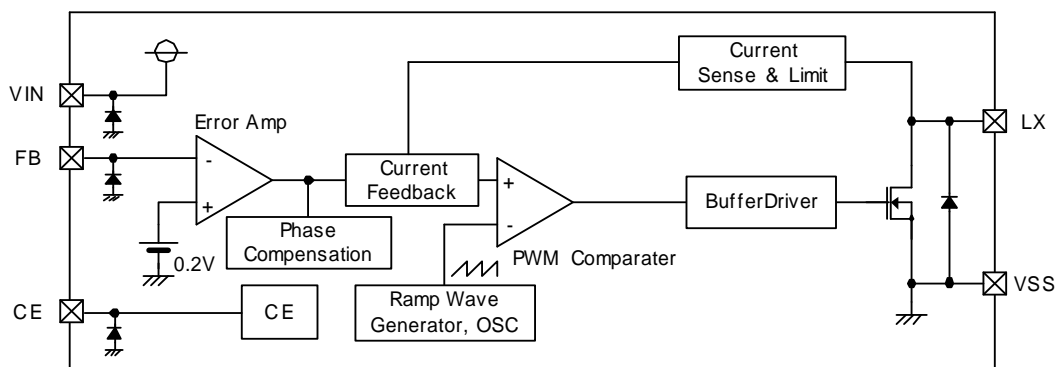 Current
Sense & Limit
VIN
LX
Error Amp
FB
-
+
Current
Feedback
+
-
BufferDriver
Phase
Compensation
0.2V
PWM Comparater
VSS
CE
CE
Ramp Wave
Generator, OSC